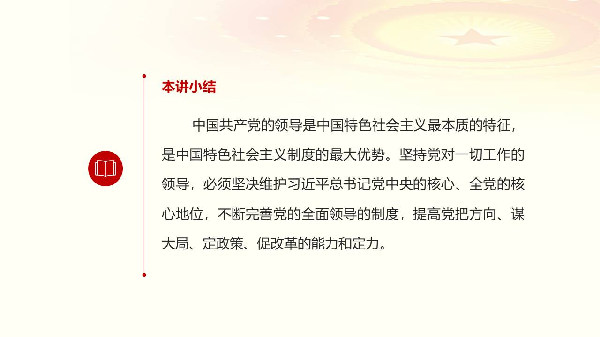 本讲小结
中国共产党的领导是中国特色社会主义最本质的特征，
是中国特色社会主义制度的最大优势。坚持党对一切工作的
领导，必须坚决维护习近平总书记党中央的核心、全党的核
心地位，不断完善党的全面领导的制度，提高党把方向、谋
大局、定政策、促改革的能力和定力。